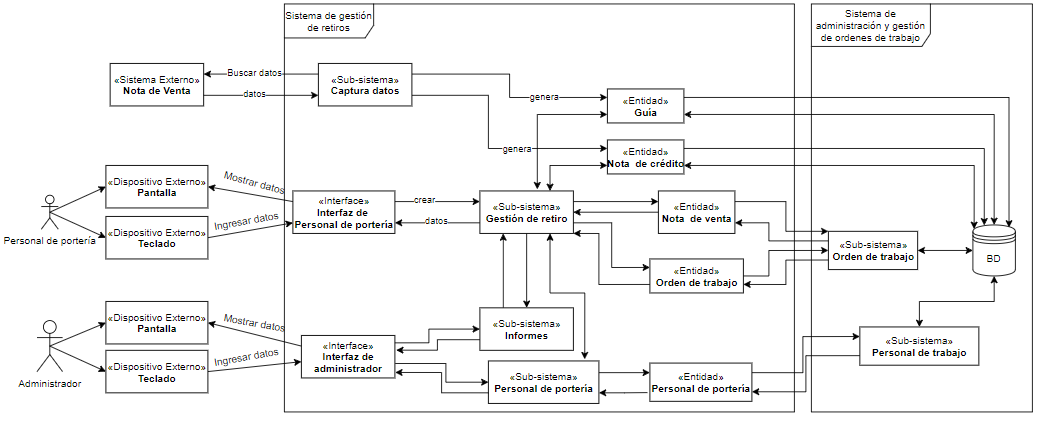 Sistema de gestión
de retiros
Sistema de
administración y gestión
de ordenes de trabajo
«Sistema Externo»
Nota de Venta
Buscar datos
datos
«Sub-sistema»
Captura datos
genera
genera
«Entidad»
Guía
«Entidad»
Nota de crédito
«Dispositivo Externo»
Pantalla
Mostrar datos
Personal de portería
«Dispositivo Externo»
Teclado
Ingresar datos
«Interface»
Interfaz de
Personal de portería
crear
datos
«Sub-sistema»
Gestión de retiro
«Entidad»
Nota de venta
«Entidad»
Orden de trabajo
«Sub-sistema»
Orden de trabajo
BD
«Dispositivo Externo»
Pantalla
Mostrar datos
Administrador
«Dispositivo Externo»
Teclado
Ingresar datos
«Interface»
Interfaz de
administrador
«Sub-sistema»
Informes
«Sub-sistema»
Personal de portería
«Entidad»
Personal de portería
«Sub-sistema»
Personal de trabajo